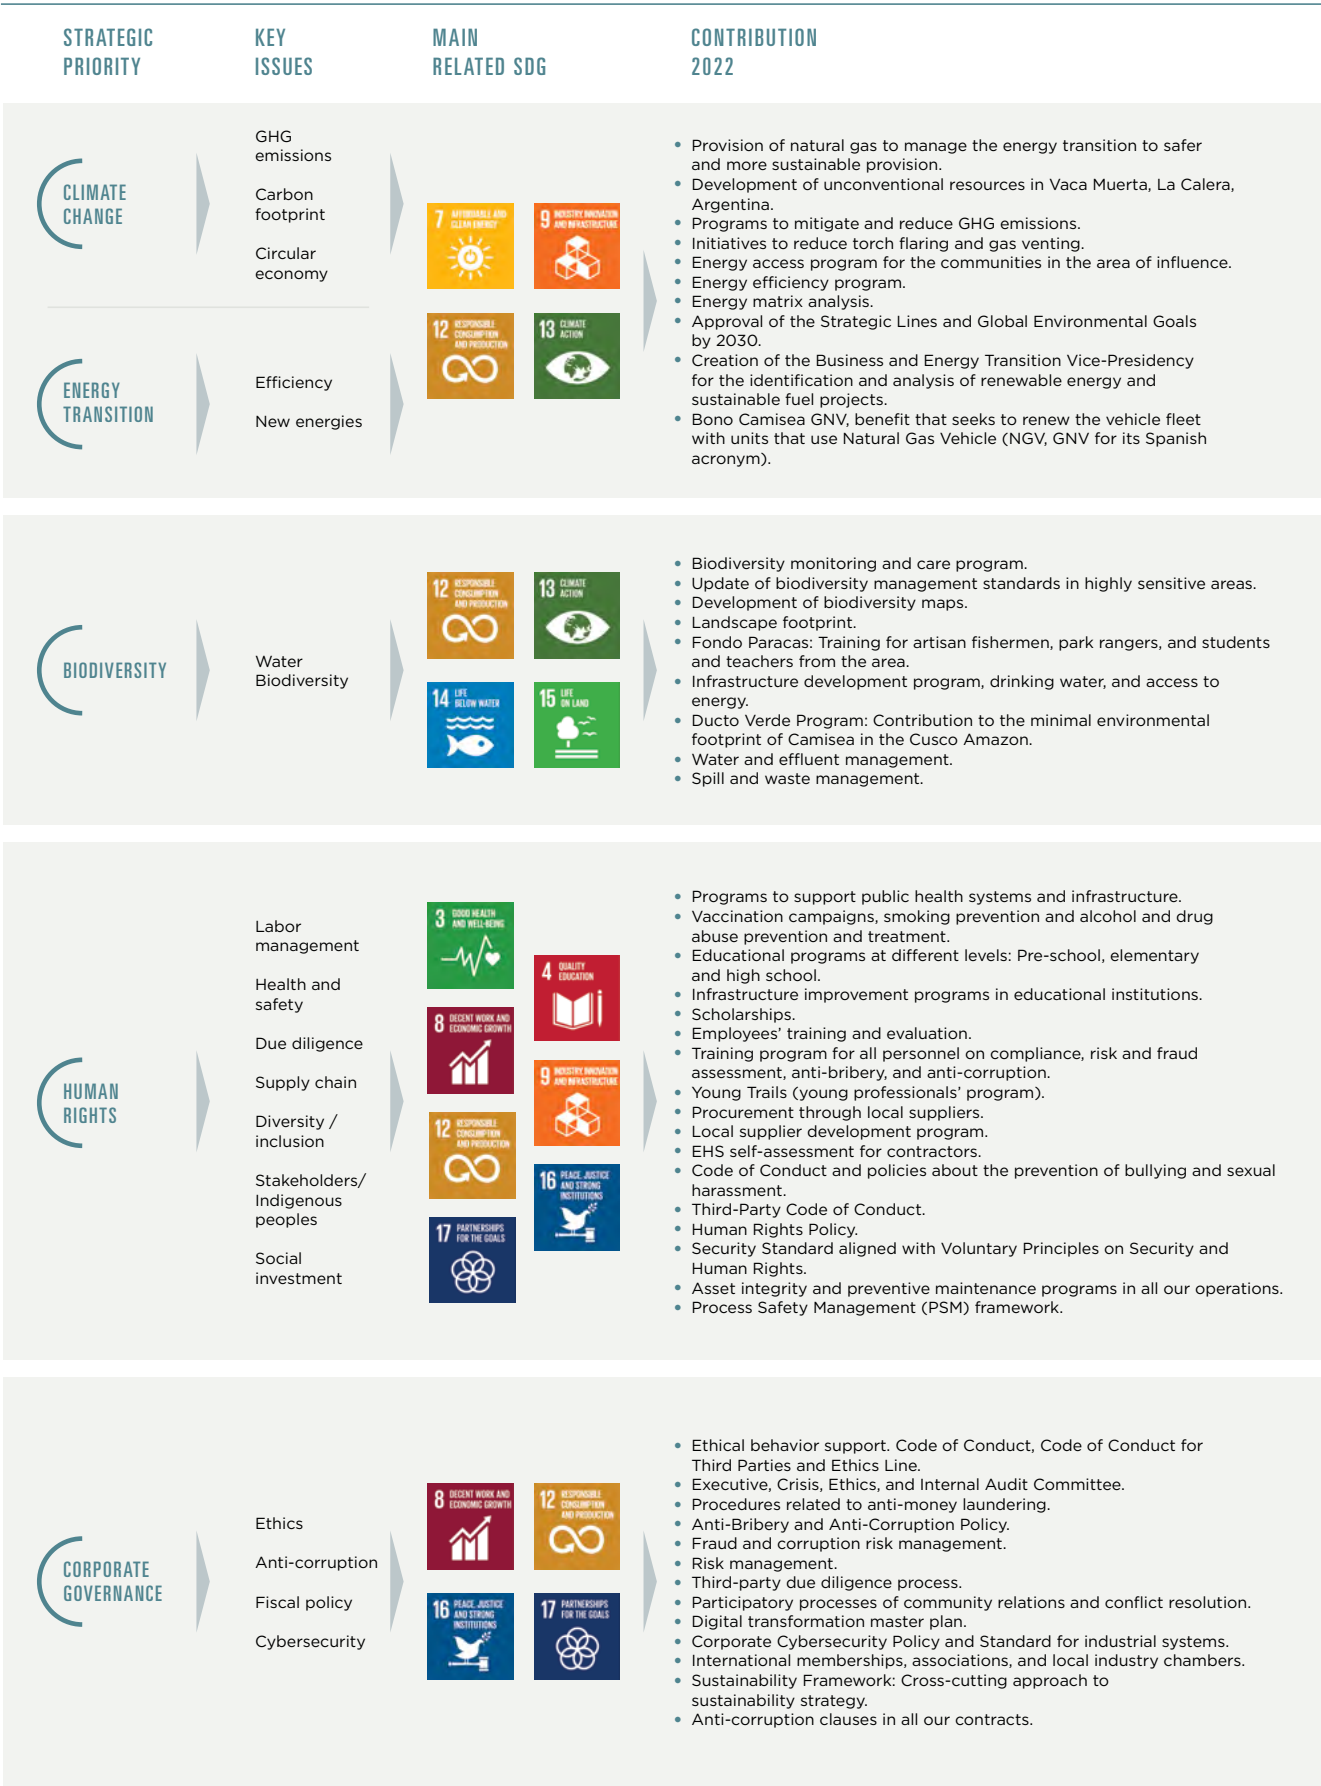 STRATEGIC
PRIORITY
KEY
ISSUES
MAIN
RELATED SDG
CONTRIBUTION
2022
CLIMATE
CHANGE
GHG
emissions
Carbon
footprint
Circular
economy
ENERGY
TRANSITION
Efficiency
New energies
7 AFFORDABLE AND
CLEAN ENERGY
9 INDUSTRY, INNOVATION
AND INFRASTRUCTURE
12 RESPONSIBLE
CONSUMPTION
AND PRODUCTION
13 CLIMATE
ACTION
• Provision of natural gas to manage the energy transition to safer
and more sustainable provision.
• Development of unconventional resources in Vaca Muerta, La Calera,
Argentina.
• Programs to mitigate and reduce GHG emissions.
• Initiatives to reduce torch flaring and gas venting.
• Energy access program for the communities in the area of influence.
• Energy efficiency program.
• Energy matrix analysis.
• Approval of the Strategic Lines and Global Environmental Goals
by 2030.
• Creation of the Business and Energy Transition Vice-Presidency
for the identification and analysis of renewable energy and
sustainable fuel projects.
• Bono Camisea GNV, benefit that seeks to renew the vehicle fleet
with units that use Natural Gas Vehicle (NGV, GNV for its Spanish
acronym).
BIODIVERSITY
Water
Biodiversity
12 RESPONSIBLE
CONSUMPTION
AND PRODUCTION
13 CLIMATE
ACTION
14 LIFE
BELOW WATER
15 LIFE
ON LAND
• Biodiversity monitoring and care program.
• Update of biodiversity management standards in highly sensitive areas.
• Development of biodiversity maps.
• Landscape footprint.
• Fondo Paracas: Training for artisan fishermen, park rangers, and students
and teachers from the area.
• Infrastructure development program, drinking water, and access to
energy.
• Ducto Verde Program: Contribution to the minimal environmental
footprint of Camisea in the Cusco Amazon.
• Water and effluent management.
• Spill and waste management.
HUMAN
RIGHTS
Labor
management
Health and
safety
Due diligence
Supply chain
Diversity /
inclusion
Stakeholders/
Indigenous
peoples
Social
investment
3 GOOD HEALTH
AND WELL-BEING
4 QUALITY
EDUCATION
8 DECENT WORK AND
ECONOMIC GROWTH
9 INDUSTRY, INNOVATION
AND INFRASTRUCTURE
12 RESPONSIBLE
CONSUMPTION
AND PRODUCTION
16 PEACE, JUSTICE
AND STRONG
INSTITUTIONS
17 PARTNERSHIPS
FOR THE GOALS
• Programs to support public health systems and infrastructure.
• Vaccination campaigns, smoking prevention and alcohol and drug
abuse prevention and treatment.
• Educational programs at different levels: Pre-school, elementary
and high school.
• Infrastructure improvement programs in educational institutions.
• Scholarships.
• Employees’ training and evaluation.
• Training program for all personnel on compliance, risk and fraud
assessment, anti-bribery, and anti-corruption.
• Young Trails (young professionals’ program).
• Procurement through local suppliers.
• Local supplier development program.
• EHS self-assessment for contractors.
• Code of Conduct and policies about the prevention of bullying and sexual
harassment.
• Third-Party Code of Conduct.
• Human Rights Policy.
• Security Standard aligned with Voluntary Principles on Security and
Human Rights.
• Asset integrity and preventive maintenance programs in all our operations.
• Process Safety Management (PSM) framework.
CORPORATE
GOVERNANCE
Ethics
Anti-corruption
Fiscal policy
Cybersecurity
8 DECENT WORK AND
ECONOMIC GROWTH
12 RESPONSIBLE
CONSUMPTION
AND PRODUCTION
16 PEACE, JUSTICE
AND STRONG
INSTITUTIONS
17 PARTNERSHIPS
FOR THE GOALS
• Ethical behavior support. Code of Conduct, Code of Conduct for
Third Parties and Ethics Line.
• Executive, Crisis, Ethics, and Internal Audit Committee.
• Procedures related to anti-money laundering.
• Anti-Bribery and Anti-Corruption Policy.
• Fraud and corruption risk management.
• Risk management.
• Third-party due diligence process.
• Participatory processes of community relations and conflict resolution.
• Digital transformation master plan.
• Corporate Cybersecurity Policy and Standard for industrial systems.
• International memberships, associations, and local industry chambers.
• Sustainability Framework: Cross-cutting approach to
sustainability strategy.
• Anti-corruption clauses in all our contracts.